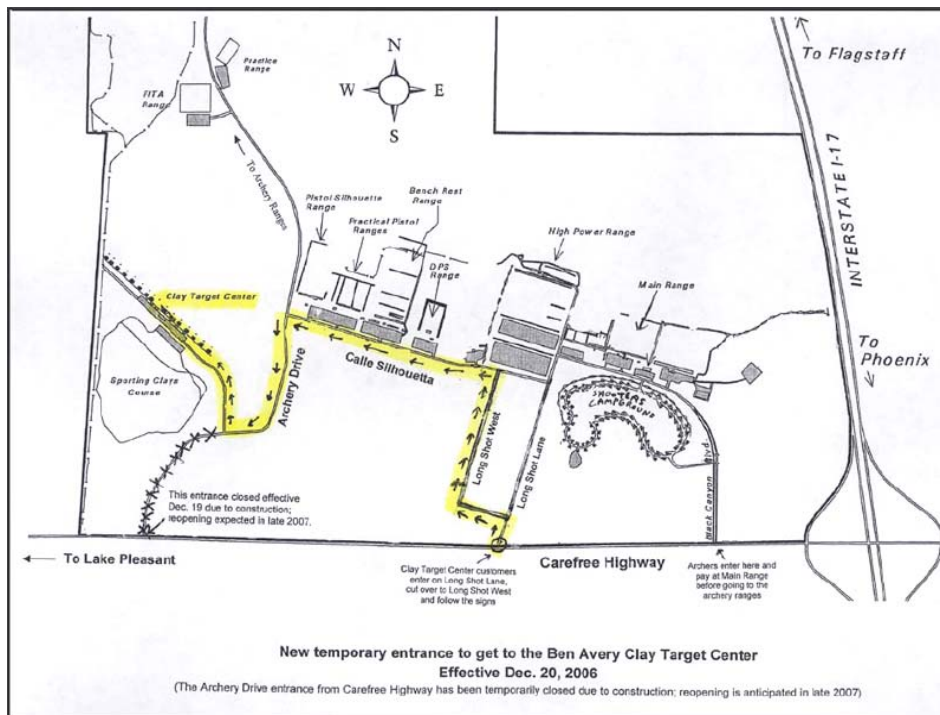 N
W E
S
To Flagstaff
INTERSTATE I-17
To
Phoenix
Practice
Range
FITA
Range
To Archery Ranges
Pistol Silhouette
Range
Practical Pistol
Ranges
Bench Rest
Range
DPS
Range
High Power Range
Main Range
Clay Target Center
Sporting Clays
Course
Archery Drive
Calle Silhouetta
Long Shot West
Long Shot Lane
SHOOTERS
CAMPGROUND
Black Canyon Blvd.
This entrance closed effective
Dec. 19 due to construction;
reopening expected in late 2007.
To Lake Pleasant
Carefree Highway
Clay Target Center customers
enter on Long Shot Lane,
cut over to Long Shot West
and follow the signs
Archers enter here and
pay at Main Range
before going to the
archery ranges
New temporary entrance to get to the Ben Avery Clay Target Center
Effective Dec. 20, 2006
(The Archery Drive entrance from Carefree Highway has been temporarily closed due to construction; reopening is anticipated in late 2007)